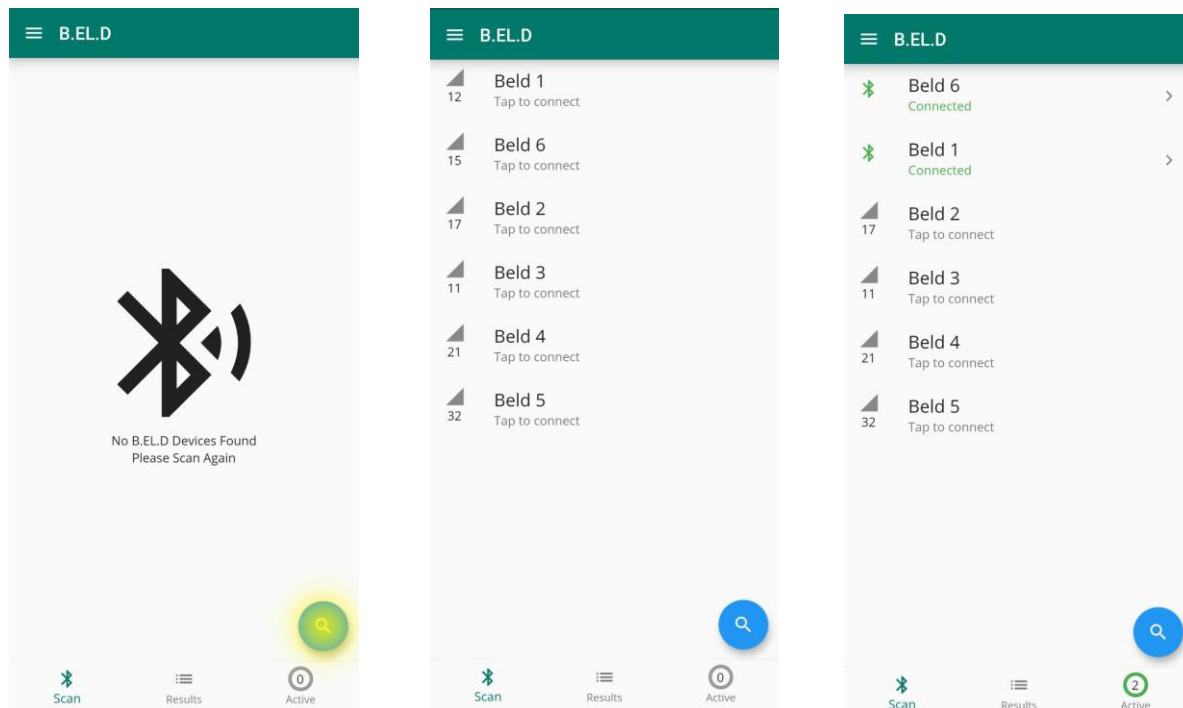 B.EL.D
No B.EL.D Devices Found
Please Scan Again
Scan
Results
0
Active
B.EL.D
Beld 1
12
Tap to connect
Beld 6
15
Tap to connect
Beld 2
17
Tap to connect
Beld 3
11
Tap to connect
Beld 4
21
Tap to connect
Beld 5
32
Tap to connect
Scan
Results
0
Active
B.EL.D
Beld 6
Connected
Beld 1
Connected
Beld 2
17
Tap to connect
Beld 3
11
Tap to connect
Beld 4
21
Tap to connect
Beld 5
32
Tap to connect
Scan
Results
2
Active